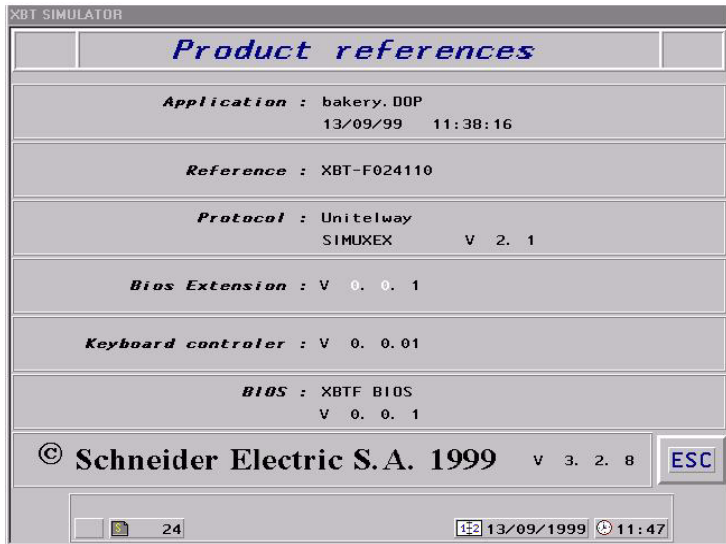 XBT SIMULATOR
Product references
Application : bakery.DOP
13/09/99 11:38:16
Reference : XBT-F024110
Protocol : Unitelway
SIMUXEX V 2. 1
Bios Extension : V 0. 0. 1
Keyboard controler : V 0. 0.01
BIOS : XBTF BIOS
V 0. 0. 1
© Schneider Electric S.A. 1999 V 3. 2. 8 ESC
S 24 1÷2 13/09/1999 11:47